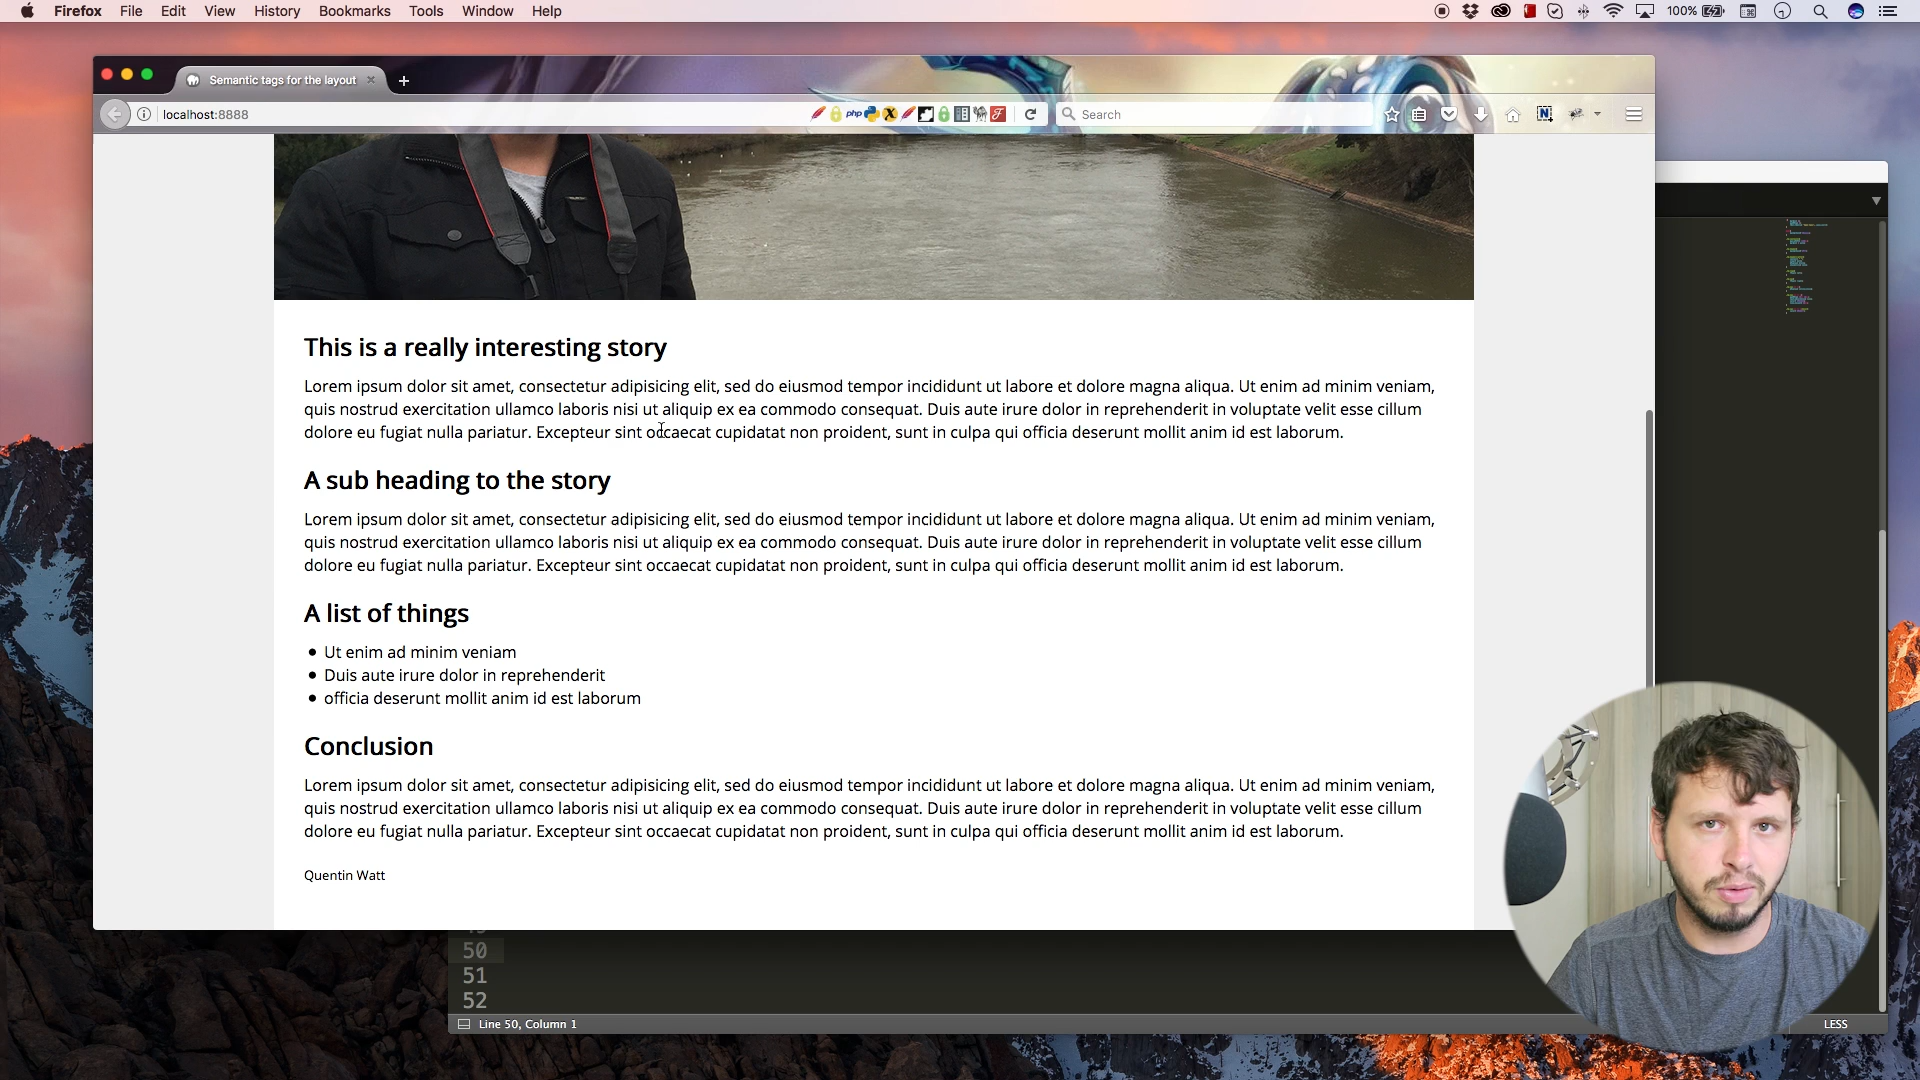 Firefox File Edit View History Bookmarks Tools Window Help
100%
Semantic tags for the layout
localhost:8888
php
Search
This is a really interesting story
Lorem ipsum dolor sit amet, consectetur adipisicing elit, sed do eiusmod tempor incididunt ut labore et dolore magna aliqua. Ut enim ad minim veniam,
quis nostrud exercitation ullamco laboris nisi ut aliquip ex ea commodo consequat. Duis aute irure dolor in reprehenderit in voluptate velit esse cillum
dolore eu fugiat nulla pariatur. Excepteur sint occaecat cupidatat non proident, sunt in culpa qui officia deserunt mollit anim id est laborum.
A sub heading to the story
Lorem ipsum dolor sit amet, consectetur adipisicing elit, sed do eiusmod tempor incididunt ut labore et dolore magna aliqua. Ut enim ad minim veniam,
quis nostrud exercitation ullamco laboris nisi ut aliquip ex ea commodo consequat. Duis aute irure dolor in reprehenderit in voluptate velit esse cillum
dolore eu fugiat nulla pariatur. Excepteur sint occaecat cupidatat non proident, sunt in culpa qui officia deserunt mollit anim id est laborum.
A list of things
• Ut enim ad minim veniam
• Duis aute irure dolor in reprehenderit
• officia deserunt mollit anim id est laborum
Conclusion
Lorem ipsum dolor sit amet, consectetur adipisicing elit, sed do eiusmod tempor incididunt ut labore et dolore magna aliqua. Ut enim ad minim veniam,
quis nostrud exercitation ullamco laboris nisi ut aliquip ex ea commodo consequat. Duis aute irure dolor in reprehenderit in voluptate velit esse cillum
dolore eu fugiat nulla pariatur. Excepteur sint occaecat cupidatat non proident, sunt in culpa qui officia deserunt mollit anim id est laborum.
Quentin Watt
50
51
52
Line 50, Column 1
LESS